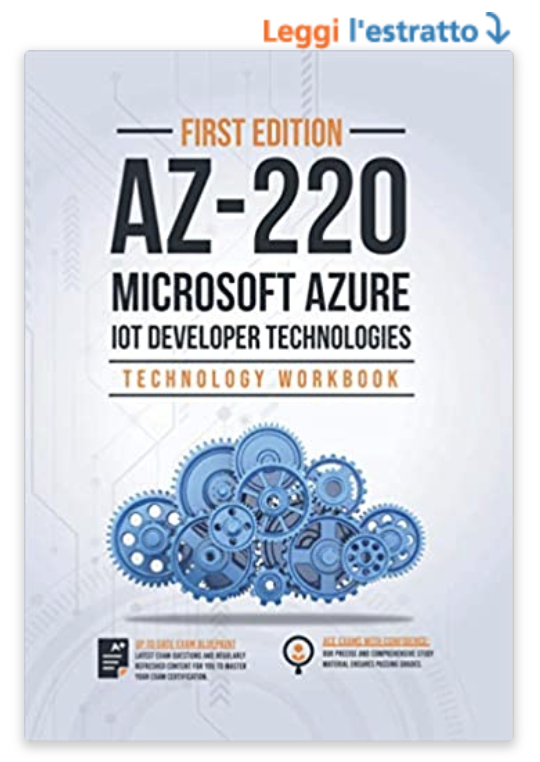 Leggi l'estratto
FIRST EDITION
AZ-220
MICROSOFT AZURE
IOT DEVELOPER TECHNOLOGIES
TECHNOLOGY WORKBOOK
A+
UP TO DATE EXAM BLUEPRINT
LATEST EXAM QUESTIONS AND REGULARLY
REFRESHED CONTENT FOR YOU TO MASTER
YOUR EXAM CERTIFICATION.
ACE EXAMS WITH CONFIDENCE.
OUR PRECISE AND COMPREHENSIVE STUDY
MATERIAL ENSURES PASSING GRADES.